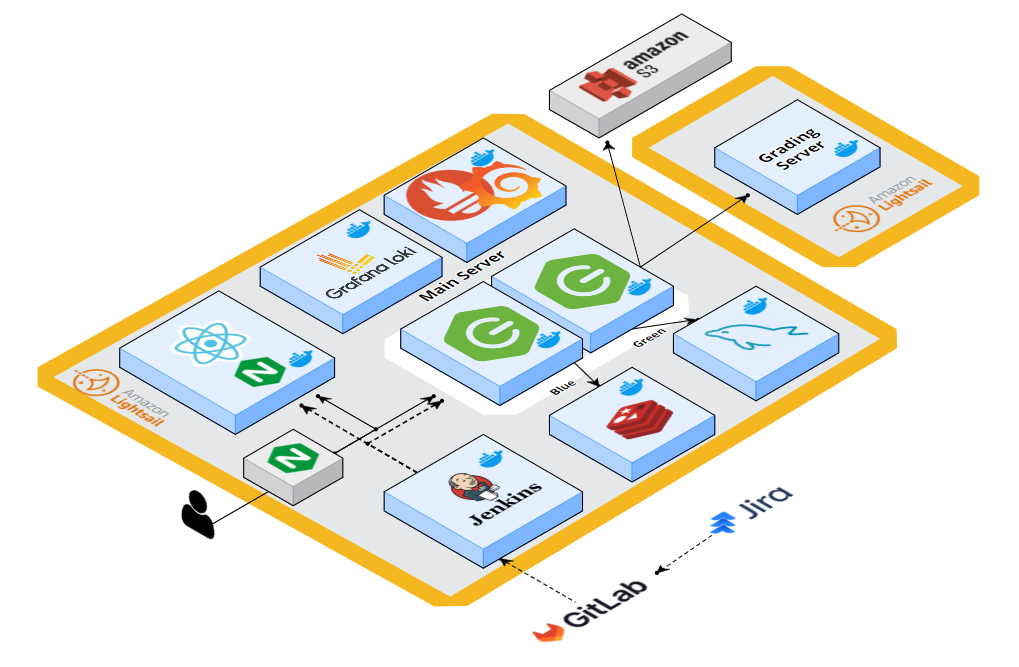 amazon
S3
Grading
Server
Amazon
Lightsail
Grafana loki
Main Server
Green
Blue
Amazon
Lightsail
Jenkins
Jira
GitLab